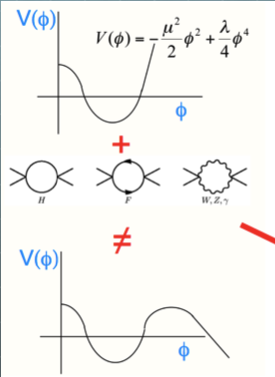 V(ϕ)
V(ϕ) = -μ²/2 ϕ² + λ/4 ϕ⁴
ϕ
+
H F W, Z, γ
≠
V(ϕ)
ϕ